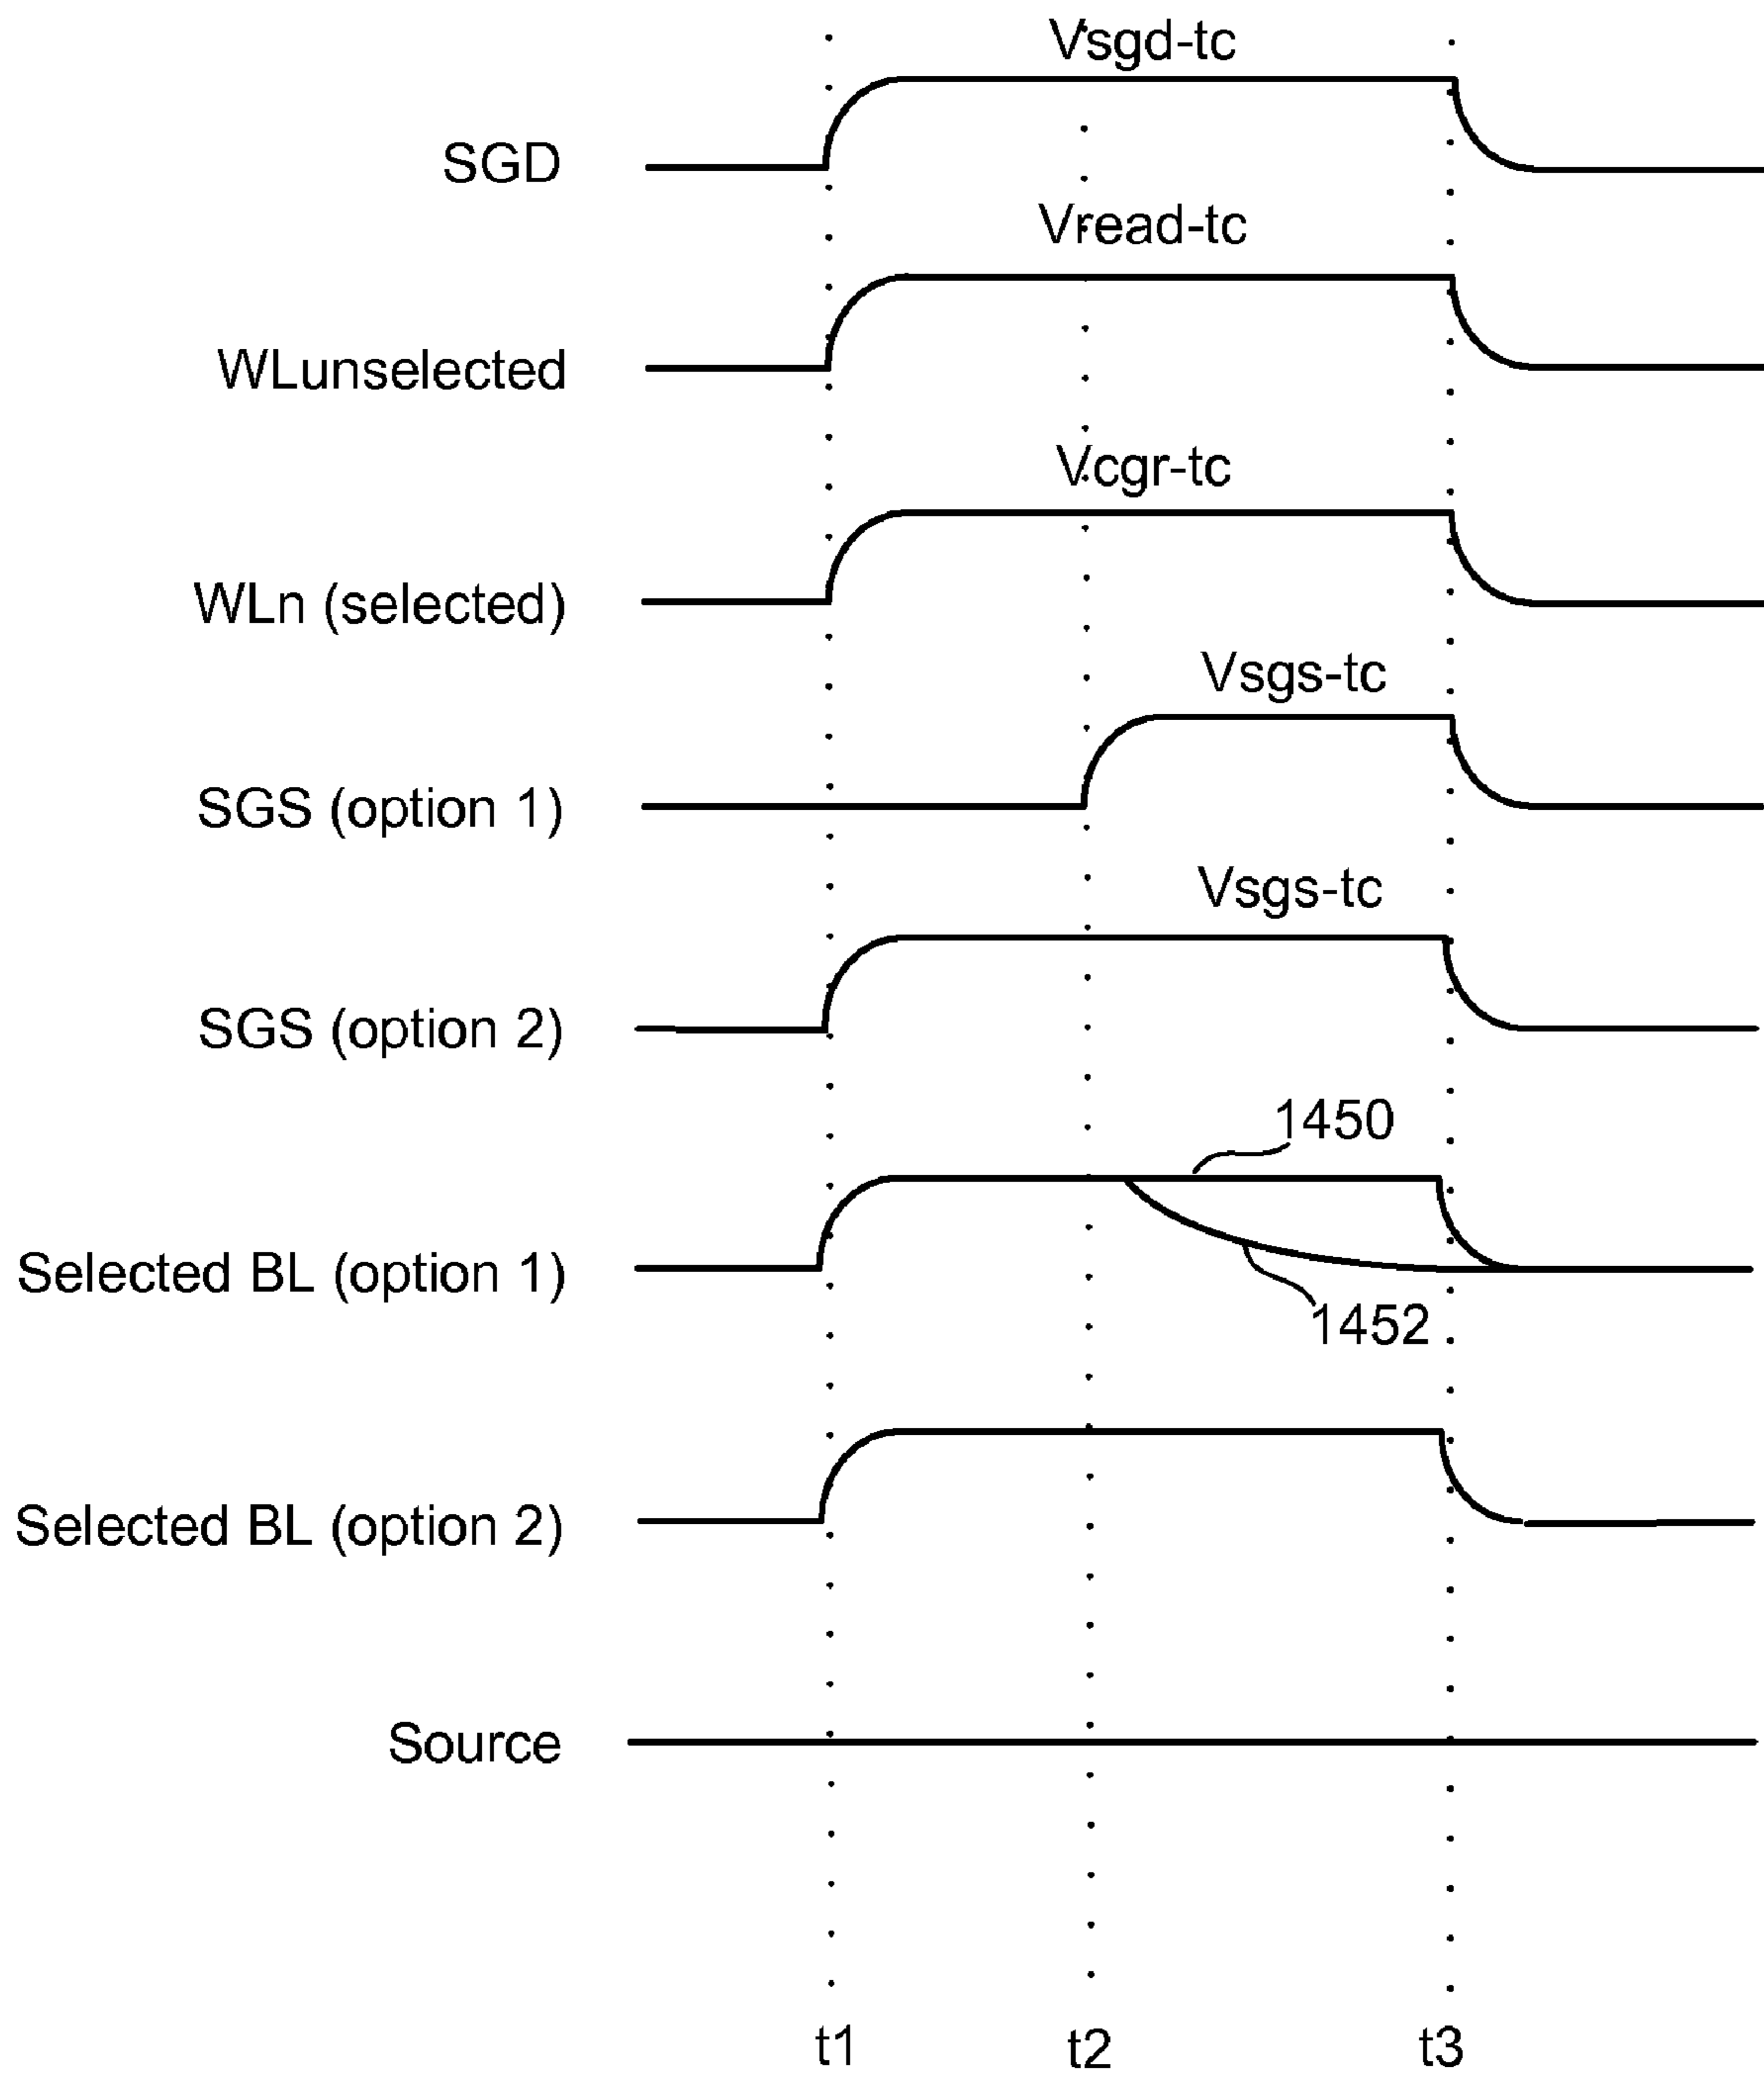 Vsgd-tc
SGD
Vread-tc
WLunselected
Vcgr-tc
WLn (selected)
Vsgs-tc
SGS (option 1)
Vsgs-tc
SGS (option 2)
1450
Selected BL (option 1)
1452
Selected BL (option 2)
Source
t1 t2 t3